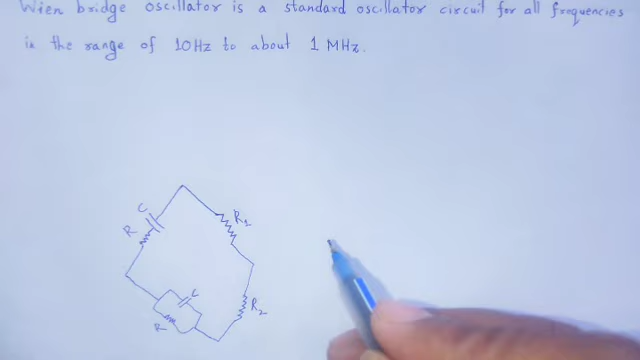 Wien bridge oscillator is a standard oscillator circuit for all frequencies
in the range of 10Hz to about 1 MHz.
C
R
R1
C
R
R2